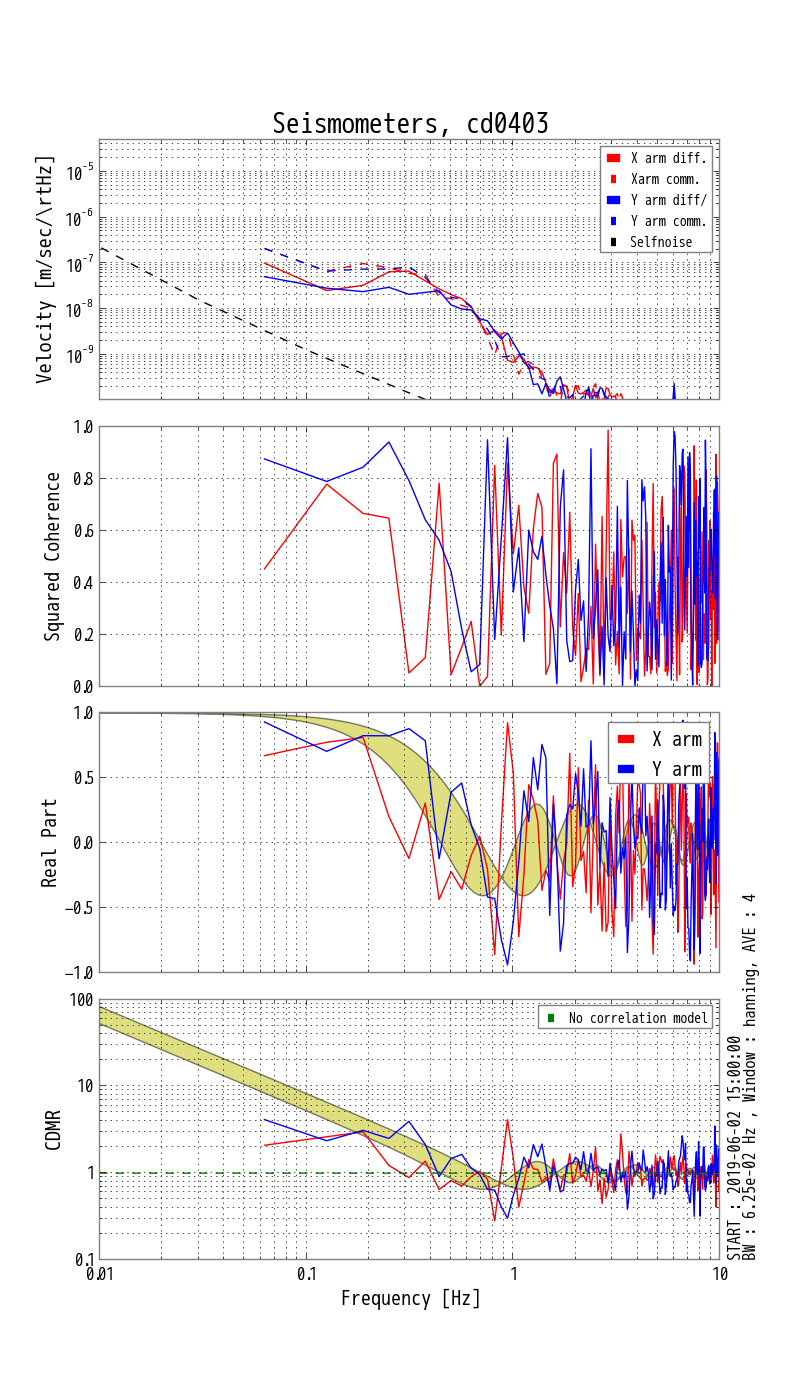 Seismometers, cd0403
Velocity [m/sec/\rtHz]
10^-5
10^-6
10^-7
10^-8
10^-9
X arm diff.
Xarm comm.
Y arm diff/
Y arm comm.
Selfnoise
Squared Coherence
1.0
0.8
0.6
0.4
0.2
0.0
Real Part
1.0
0.5
0.0
−0.5
−1.0
X arm
Y arm
CDMR
100
10
1
0.1
No correlation model
0.01
0.1
1
10
Frequency [Hz]
START : 2019-06-02 15:00:00
BW : 6.25e-02 Hz , Window : hanning, AVE : 4